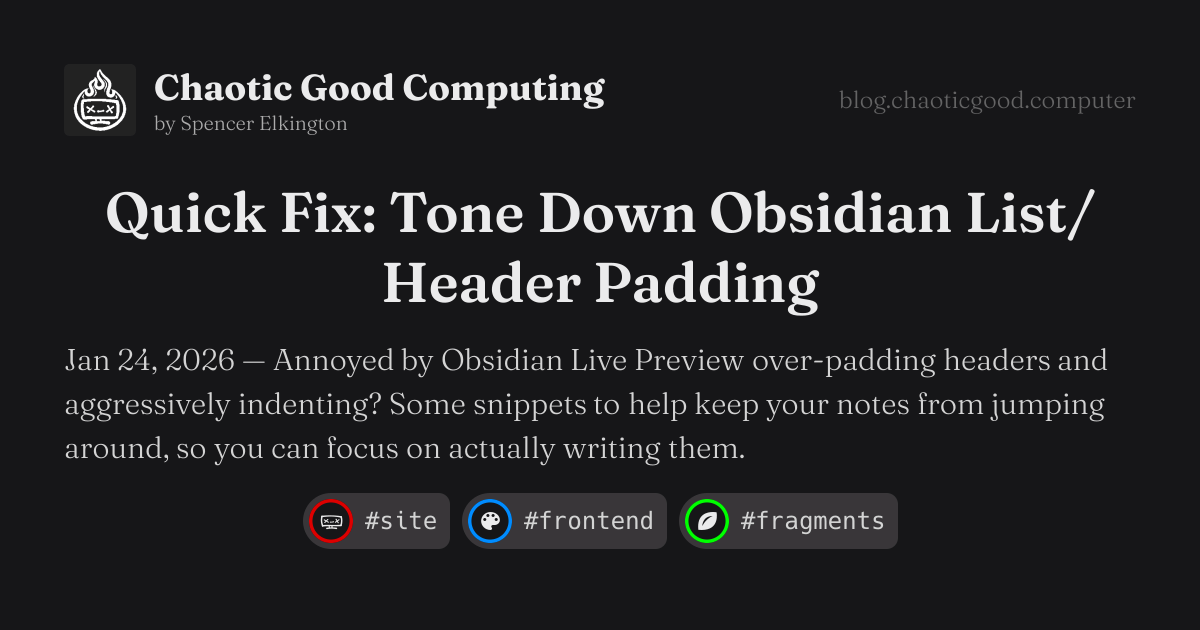 Chaotic Good Computing
by Spencer Elkington
blog.chaoticgood.computer
Quick Fix: Tone Down Obsidian List/
Header Padding
Jan 24, 2026 — Annoyed by Obsidian Live Preview over-padding headers and
aggressively indenting? Some snippets to help keep your notes from jumping
around, so you can focus on actually writing them.
#site #frontend #fragments